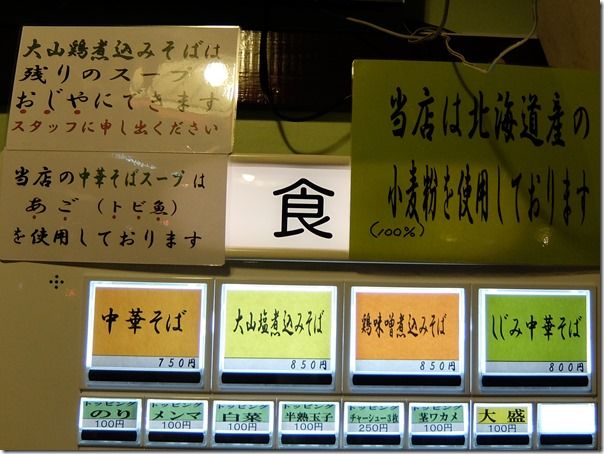 大山鶏煮込みそばは
残りのスープ
おじやにできます
スタッフに申し出ください
当店の中華そばスープは
あご(トビ魚)
を使用しております
食
当店は北海道産の
小麦粉を使用しております
(100%)
中華そば
750円
大山塩煮込みそば
850円
鶏味噌煮込みそば
850円
しじみ中華そば
800円
トッピング
のり
100円
トッピング
メンマ
100円
トッピング
白菜
100円
トッピング
半熟玉子
100円
トッピング
チャーシュー3枚
250円
トッピング
茎ワカメ
100円
大盛
100円